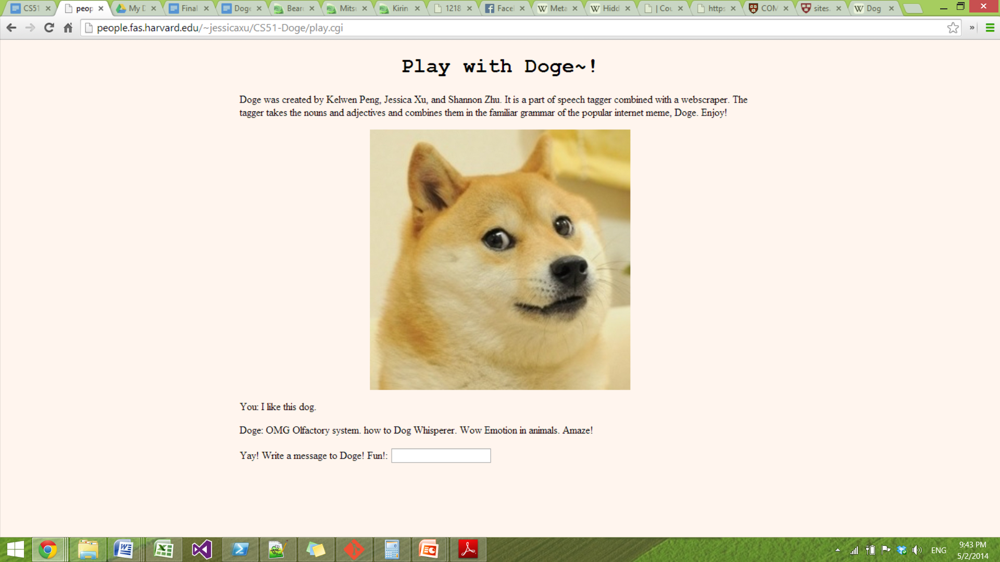 CS51
peop
My D
Final
Doge
Beard
Mitsu
Kirin
1218
Facel
Meta
Hidd
| Cou
https
COM
sites.
Dog
people.fas.harvard.edu/~jessicaxu/CS51-Doge/play.cgi
»
Play with Doge~!
Doge was created by Kelwen Peng, Jessica Xu, and Shannon Zhu. It is a part of speech tagger combined with a webscraper. The
tagger takes the nouns and adjectives and combines them in the familiar grammar of the popular internet meme, Doge. Enjoy!
You: I like this dog.
Doge: OMG Olfactory system. how to Dog Whisperer. Wow Emotion in animals. Amaze!
Yay! Write a message to Doge! Fun!:
ENG
9:43 PM
5/2/2014